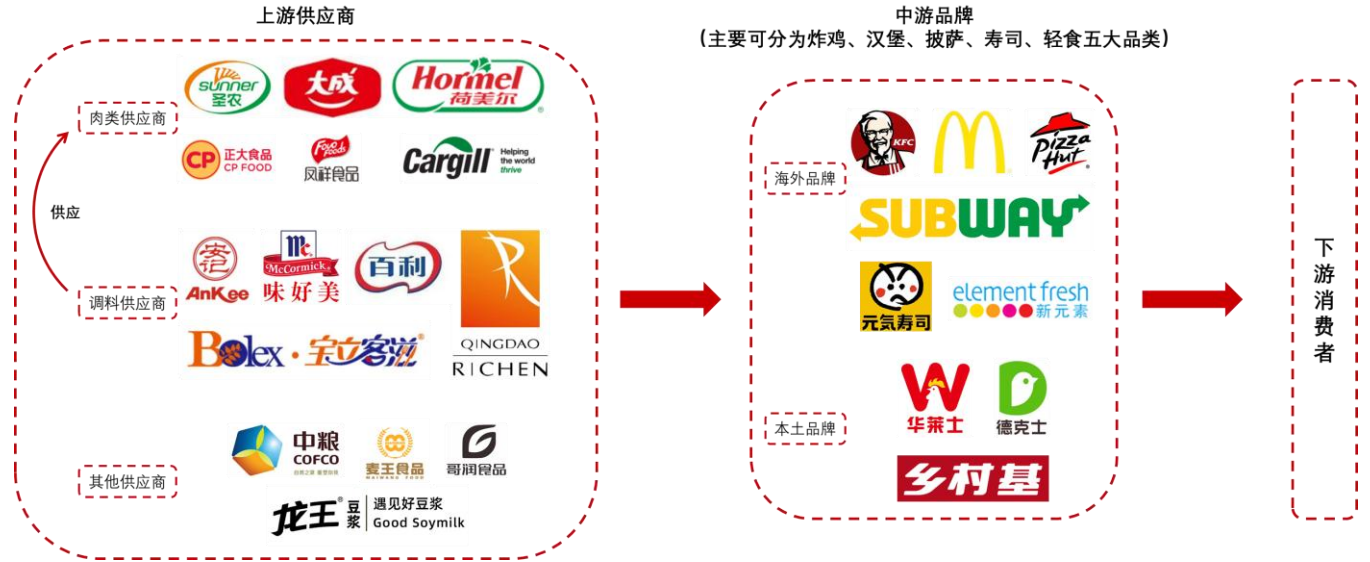 上游供应商
中游品牌
（主要可分为炸鸡、汉堡、披萨、寿司、轻食五大品类）
肉类供应商
sunner
圣农
大成
Hormel
荷美尔
CP 正大食品
CP FOOD
Fovo Foods
凤祥食品
Cargill®
Helping
the world
thrive
供应
调料供应商
安记
AnKee
mc
McCormick
味好美
百利
R
QINGDAO
RICHEN
Bolex·宝立客滋®
其他供应商
中粮
COFCO
麦王食品
MAIWANG FOOD
哥润食品
龙王®豆浆
遇见好豆浆
Good Soymilk
海外品牌
KFC
Pizza
Hut
SUBWAY
元気寿司
element fresh
新元素
本土品牌
华莱士
德克士
乡村基
下游消费者